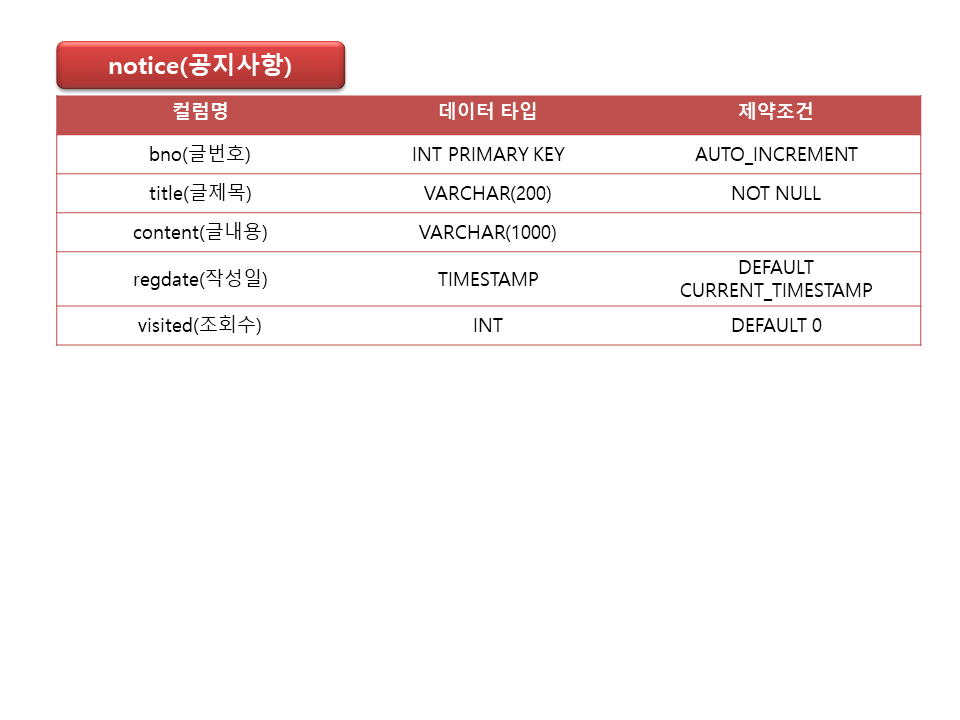 notice(공지사항)
컬럼명 데이터 타입 제약조건
bno(글번호) INT PRIMARY KEY AUTO_INCREMENT
title(글제목) VARCHAR(200) NOT NULL
content(글내용) VARCHAR(1000)
regdate(작성일) TIMESTAMP DEFAULT
CURRENT_TIMESTAMP
visited(조회수) INT DEFAULT 0